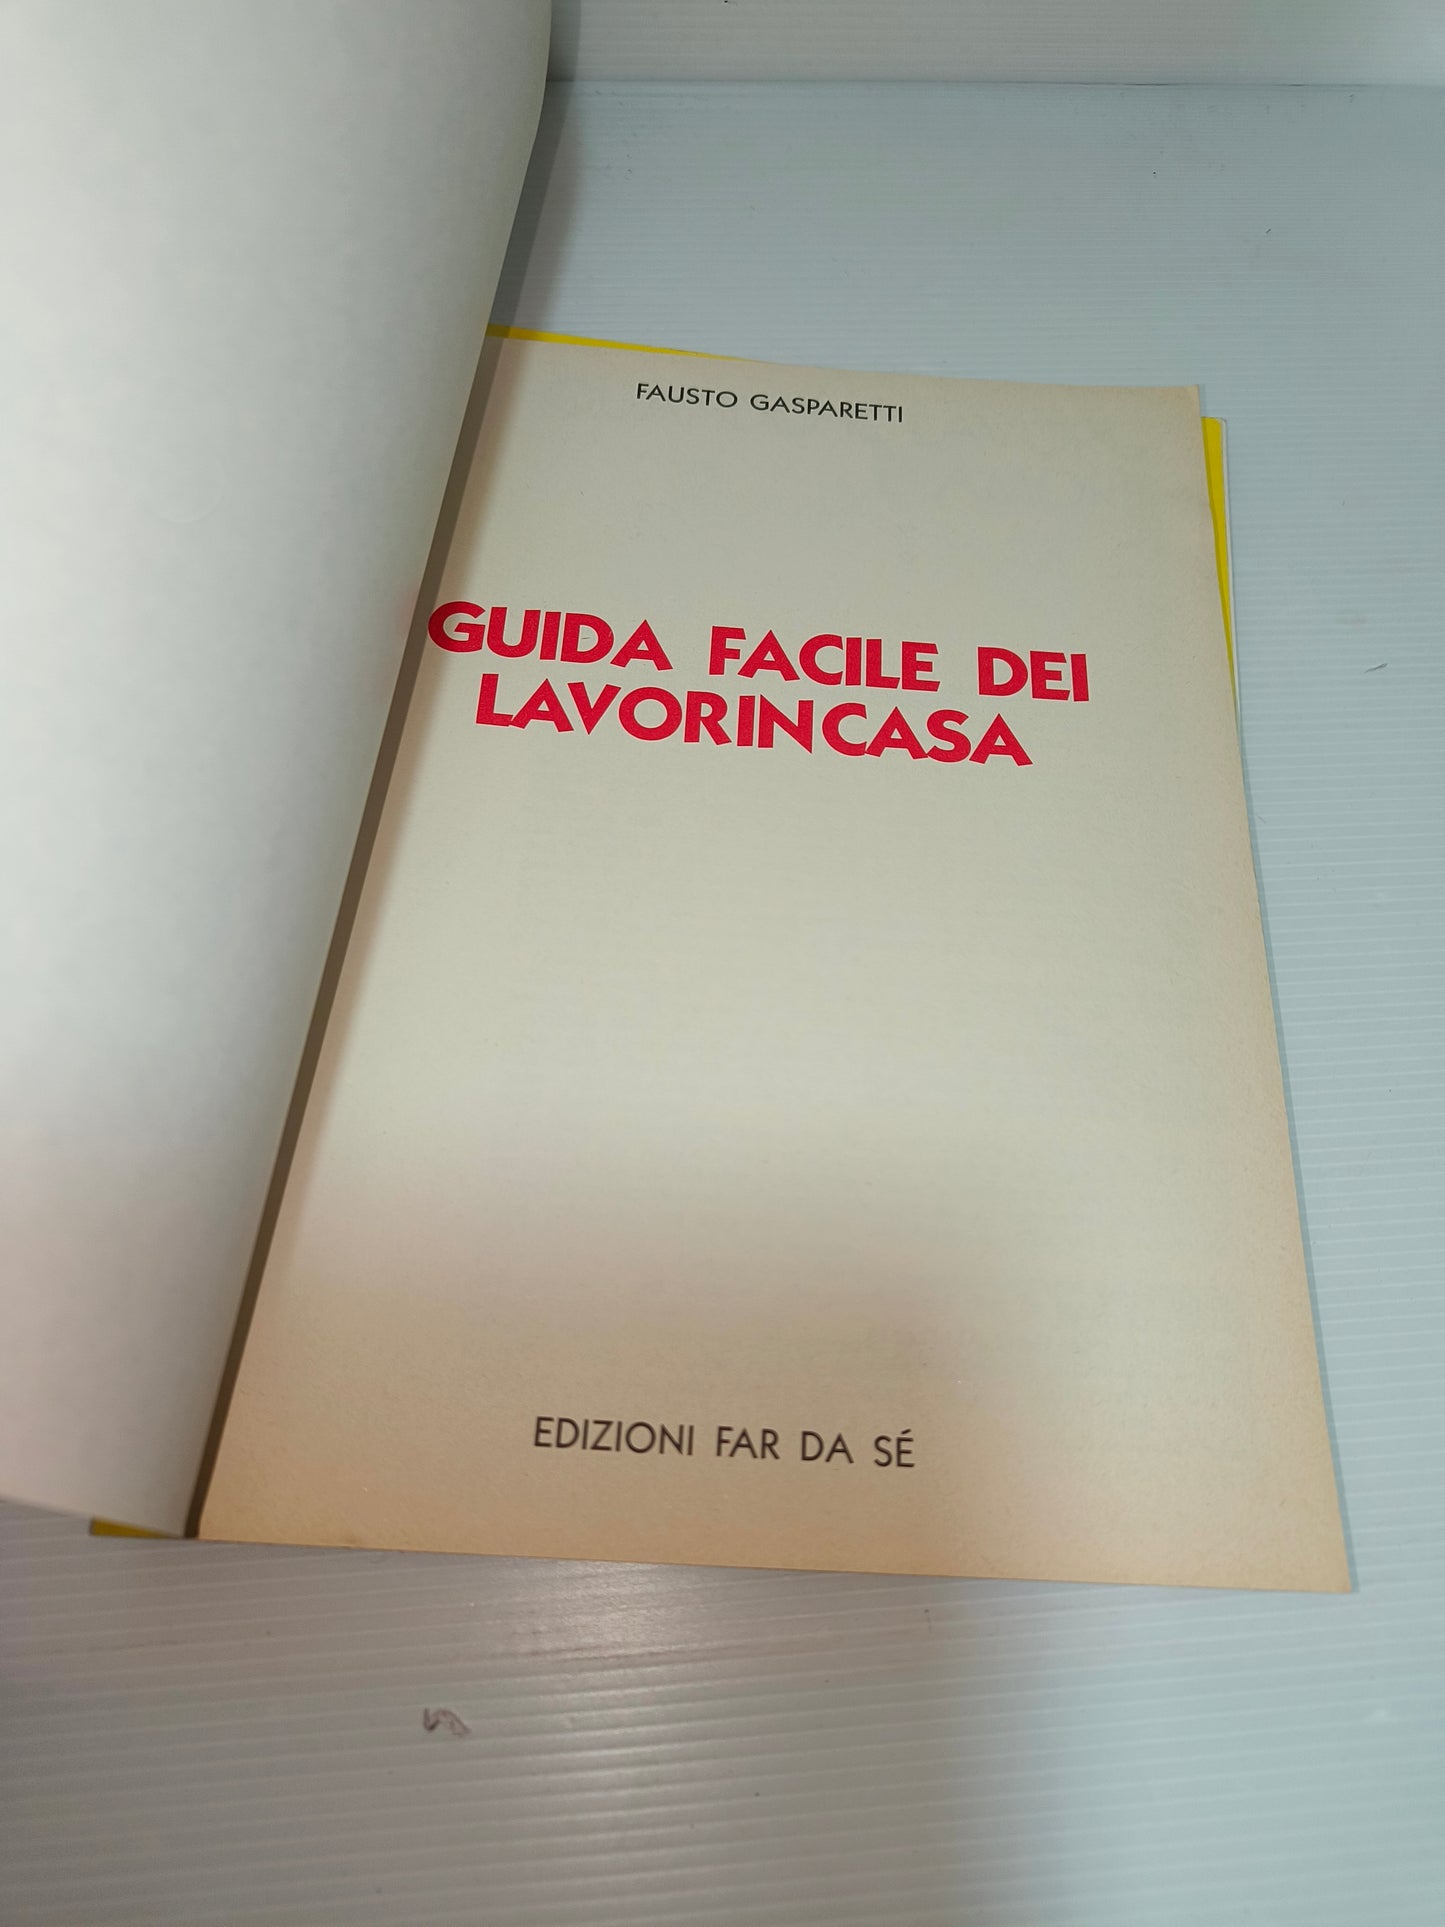 FAUSTO GASPARETTI
GUIDA FACILE DEI
LAVORINCASA
EDIZIONI FAR DA SÉ